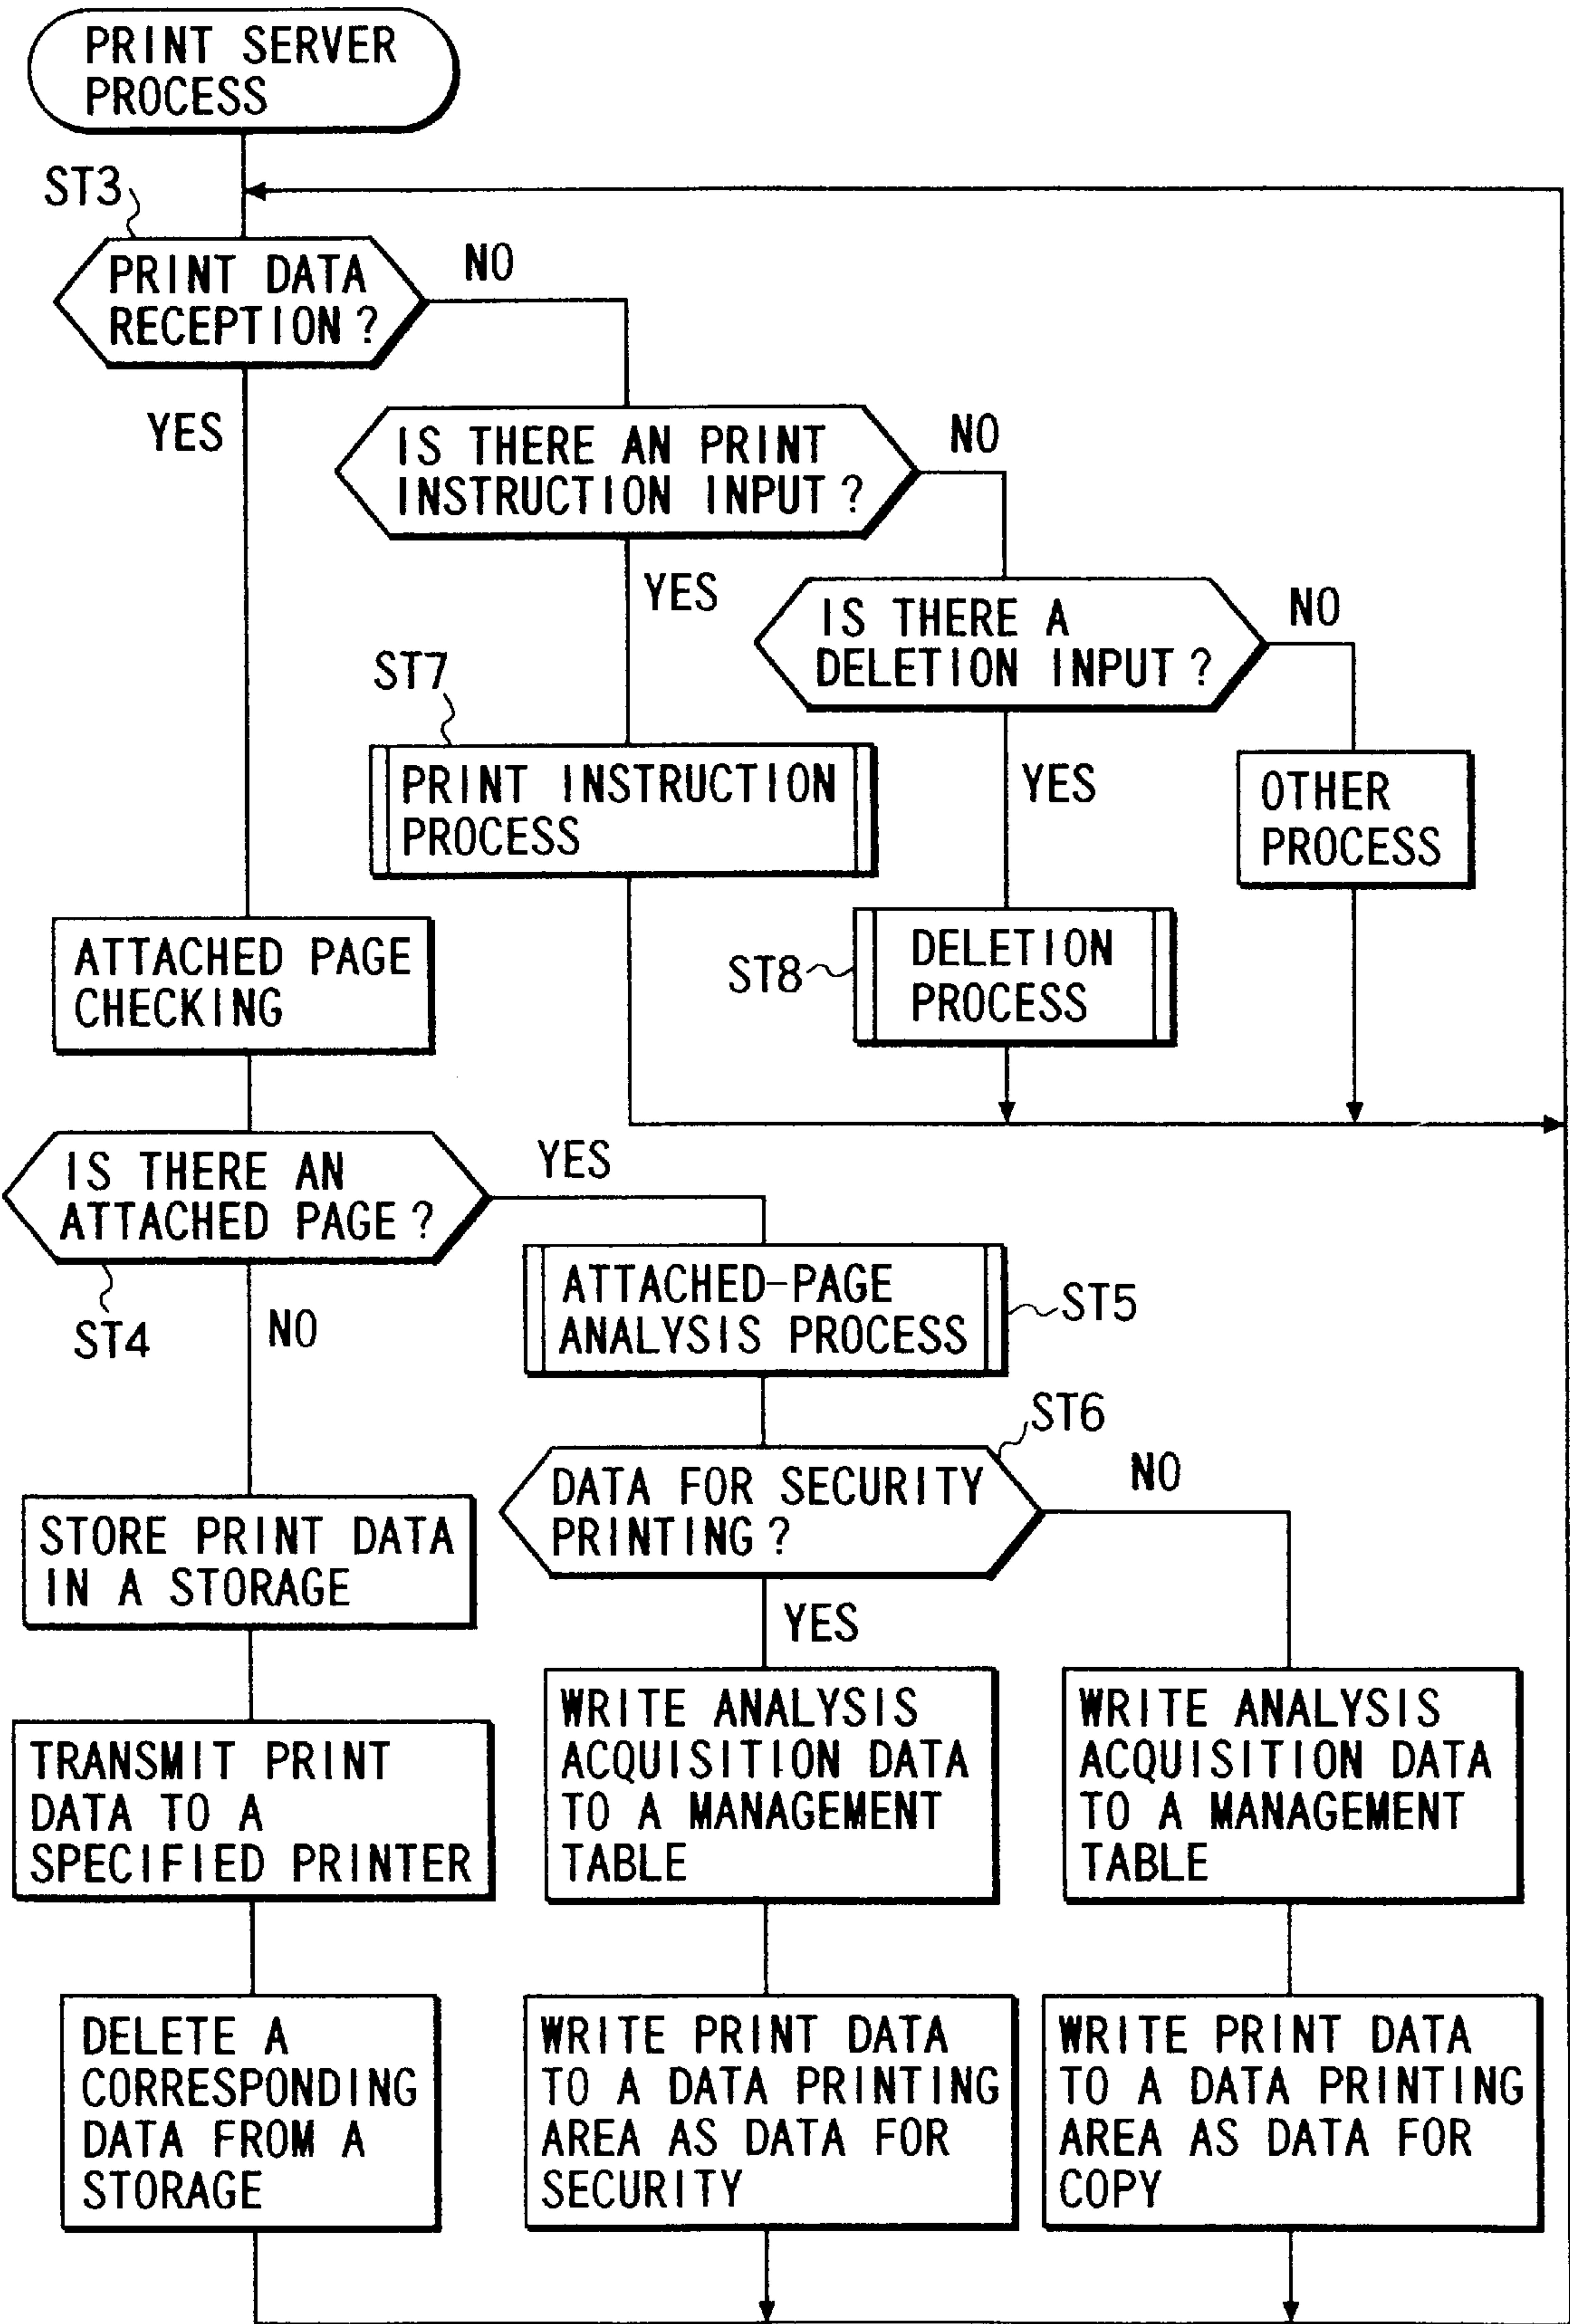 PRINT SERVER
PROCESS
ST3
PRINT DATA
RECEPTION?
NO
YES
IS THERE AN PRINT
INSTRUCTION INPUT?
NO
YES
IS THERE A
DELETION INPUT?
NO
ST7
PRINT INSTRUCTION
PROCESS
YES
OTHER
PROCESS
ATTACHED PAGE
CHECKING
ST8
DELETION
PROCESS
IS THERE AN
ATTACHED PAGE?
YES
ST4
NO
ATTACHED-PAGE
ANALYSIS PROCESS
ST5
ST6
DATA FOR SECURITY
PRINTING?
NO
YES
STORE PRINT DATA
IN A STORAGE
TRANSMIT PRINT
DATA TO A
SPECIFIED PRINTER
WRITE ANALYSIS
ACQUISITION DATA
TO A MANAGEMENT
TABLE
WRITE ANALYSIS
ACQUISITION DATA
TO A MANAGEMENT
TABLE
DELETE A
CORRESPONDING
DATA FROM A
STORAGE
WRITE PRINT DATA
TO A DATA PRINTING
AREA AS DATA FOR
SECURITY
WRITE PRINT DATA
TO A DATA PRINTING
AREA AS DATA FOR
COPY